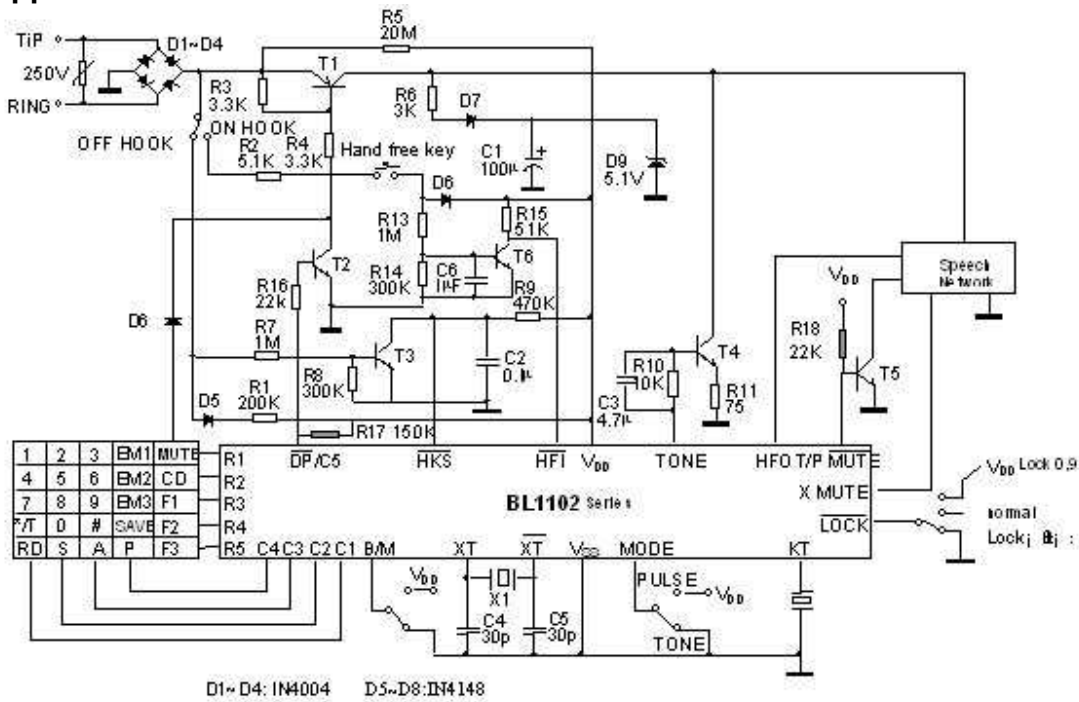 TiP
250V
RING
D1~D4
R5
20M
T1
R3
3.3K
OFF HOOK
ON HOOK
R2
5.1K
R4
3.3K
Hand free key
R6
3K
D7
C1
100μ
+
D9
5.1V
D6
R13
1M
R15
51K
T6
R14
300K
C6
1μF
R9
470K
T2
R16
22k
D6
R7
1M
T3
R8
300K
C2
0.1μ
D5
R1
200K
R17 150K
R10
10K
C3
4.7μ
T4
R11
75
VDD
R18
22K
T5
Speech
Network
1 2 3 EM1 MUTE
4 5 6 EM2 CD
7 8 9 EM3 F1
*/T 0 # SAVE F2
RD S A P F3
R1
R2
R3
R4
R5 C4 C3 C2 C1 B/M XT XT VSS MODE KT
DP/C5 HKS HFI VDD TONE HFO T/P MUTE
X MUTE
LOCK
BL1102 Series
VDD Lock 0,9
normal
VDD
X1
C4
30p
C5
30p
PULSE
VDD
TONE
D1~D4: IN4004 D5~D8:IN4148